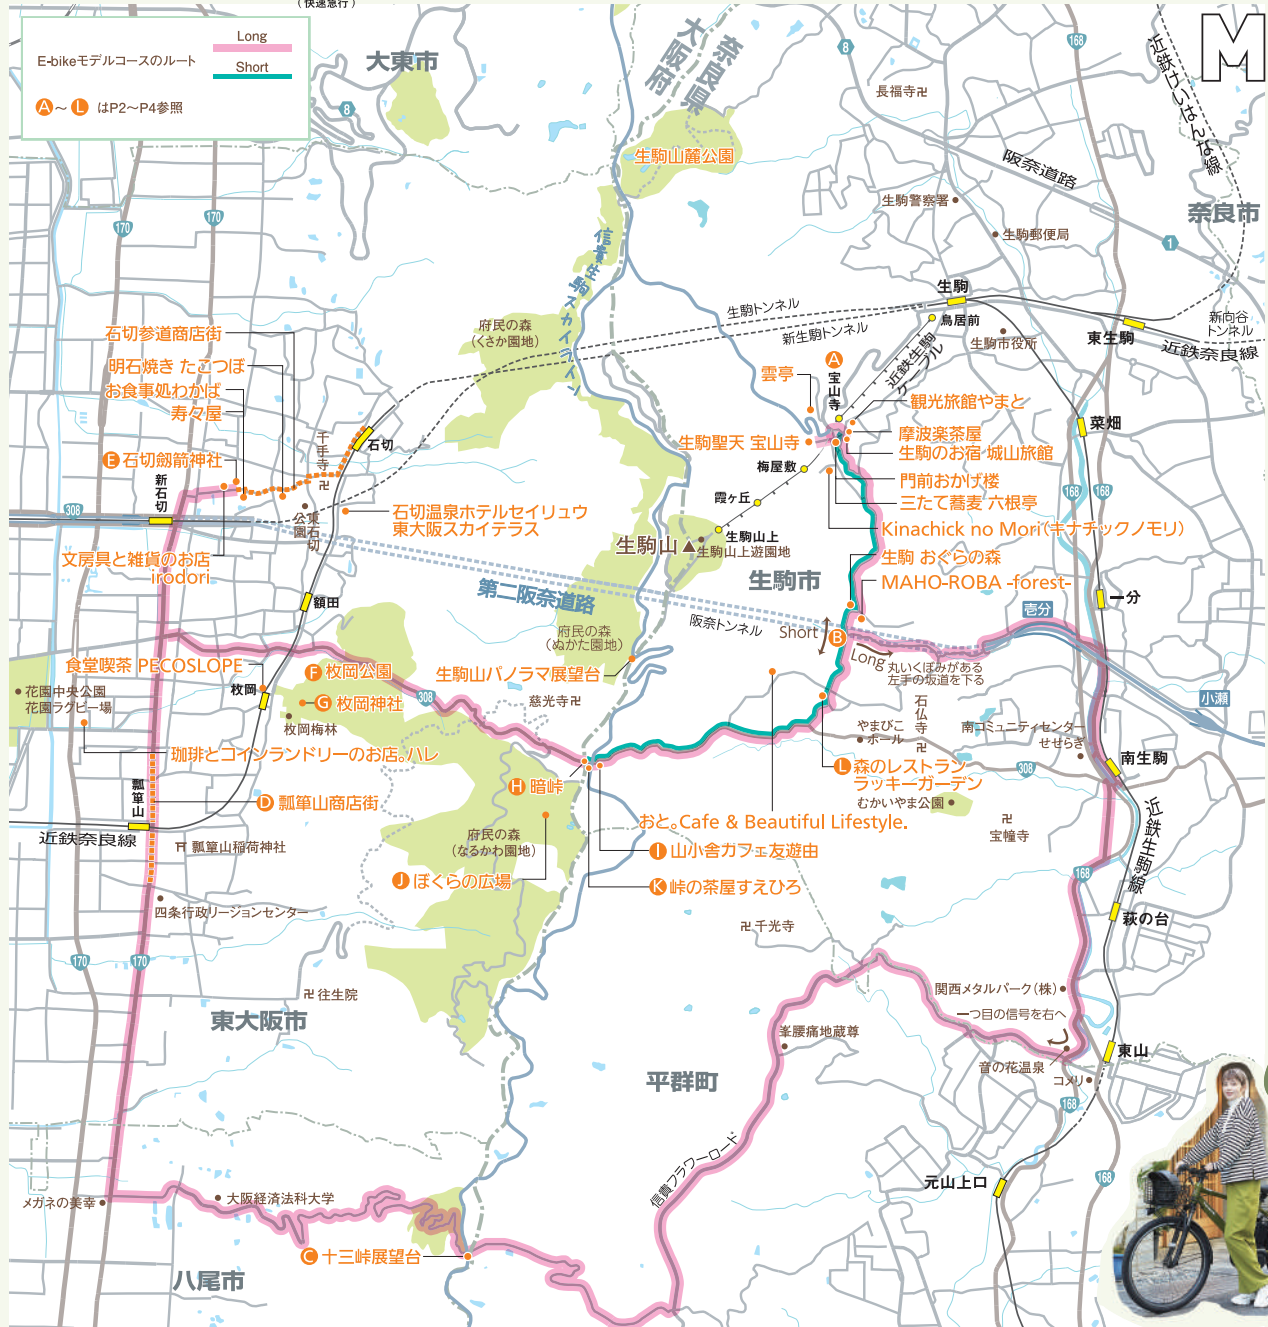 (快速急行)
Long
E-bikeモデルコースのルート
Short
A～L はP2～P4参照
M
大東市
奈良県
大阪府
8
8
168
近鉄けいはんな線
長福寺卍
生駒山麓公園
阪奈道路
生駒警察署
奈良市
生駒郵便局
1
170
170
信貴生駒スカイライン
生駒
生駒トンネル
鳥居前
新向谷
トンネル
東生駒
新生駒トンネル
生駒市役所
近鉄奈良線
石切参道商店街
府民の森
(くさか園地)
近鉄生駒
ケーブル
明石焼き たこつぼ
お食事処わかば
寿々屋
雲亭
A
宝山寺
観光旅館やまと
菜畑
摩波楽茶屋
生駒聖天 宝山寺
生駒のお宿 城山旅館
千手寺
卍
石切
E 石切劔箭神社
梅屋敷
門前おかげ楼
新石切
霞ヶ丘
三たて蕎麦 六根亭
168
168
308
石切温泉ホテルセイリュウ
東大阪スカイテラス
東石切
公園
Kinachick no Mori(キナチックノモリ)
生駒山上
生駒山
生駒山上遊園地
文房具と雑貨のお店
irodori
生駒 おぐらの森
生駒市
MAHO-ROBA -forest-
第二阪奈道路
額田
一分
壱分
阪奈トンネル
Short
B
府民の森
(ぬかた園地)
Long
丸いくぼみがある
左手の坂道を下る
食堂喫茶 PECOSLOPE
F 枚岡公園
生駒山パノラマ展望台
枚岡
花園中央公園
花園ラグビー場
G 枚岡神社
308
慈光寺卍
石仏寺
卍
小瀬
枚岡梅林
やまびこ
ホール
南コミュニティセンター
せせらぎ
珈琲とコインランドリーのお店。ハレ
南生駒
L 森のレストラン
ラッキーガーデン
308
H 暗峠
瓢箪山
D 瓢箪山商店街
むかいやま公園
おと。Cafe & Beautiful Lifestyle.
近鉄生駒線
近鉄奈良線
府民の森
(なるかわ園地)
卍
宝幢寺
瓢箪山稲荷神社
I 山小舎カフェ友遊由
J ぼくらの広場
K 峠の茶屋すえひろ
168
四条行政リージョンセンター
萩の台
卍千光寺
170
170
関西メタルパーク(株)
卍往生院
一つ目の信号を右へ
東大阪市
峯腰痛地蔵尊
東山
音の花温泉
平群町
コメリ
168
信貴フラワーロード
168
元山上口
メガネの美幸
大阪経済法科大学
C 十三峠展望台
八尾市